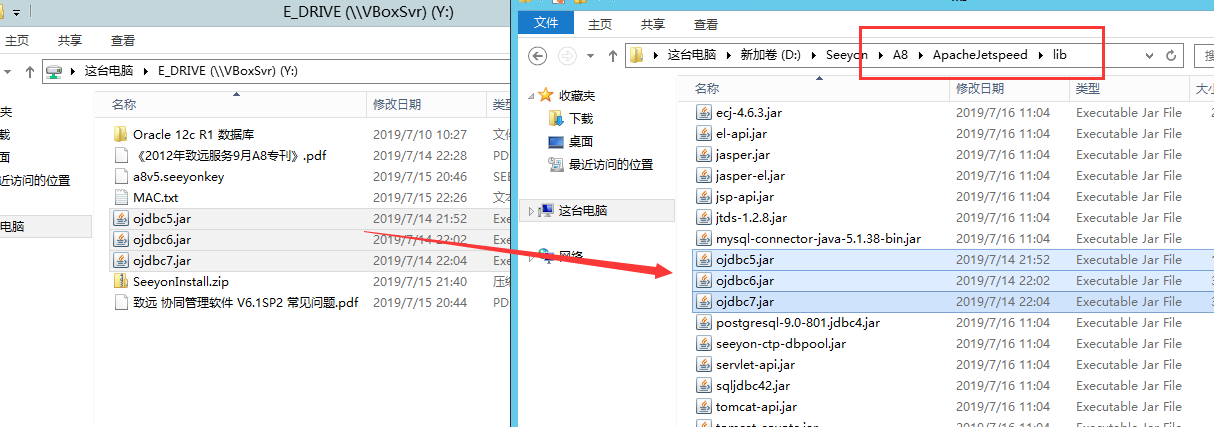 E_DRIVE (\\VBoxSvr) (Y:)
主页 共享 查看
这台电脑 E_DRIVE (\\VBoxSvr) (Y:)
名称 修改日期
Oracle 12c R1 数据库 2019/7/10 10:27 文件
《2012年致远服务9月A8专刊》.pdf 2019/7/14 22:28 PD
a8v5.seeyonkey 2019/7/15 20:46 SEE
MAC.txt 2019/7/15 22:56 文本
ojdbc5.jar 2019/7/14 21:52 Exe
ojdbc6.jar 2019/7/14 22:02 Exe
ojdbc7.jar 2019/7/14 22:04 Exe
SeeyonInstall.zip 2019/7/15 21:40 压缩
致远 协同管理软件 V6.1SP2 常见问题.pdf 2019/7/15 20:44 PD
最近访问的位置
电脑
文件 主页 共享 查看
这台电脑 新加卷 (D:) Seeyon A8 ApacheJetspeed lib
收藏夹
下载
桌面
最近访问的位置
这台电脑
网络
名称 修改日期 类型 大小
ecj-4.6.3.jar 2019/7/16 11:04 Executable Jar File
el-api.jar 2019/7/16 11:04 Executable Jar File
jasper.jar 2019/7/16 11:04 Executable Jar File
jasper-el.jar 2019/7/16 11:04 Executable Jar File
jsp-api.jar 2019/7/16 11:04 Executable Jar File
jtds-1.2.8.jar 2019/7/16 11:04 Executable Jar File
mysql-connector-java-5.1.38-bin.jar 2019/7/16 11:04 Executable Jar File
ojdbc5.jar 2019/7/14 21:52 Executable Jar File
ojdbc6.jar 2019/7/14 22:02 Executable Jar File
ojdbc7.jar 2019/7/14 22:04 Executable Jar File
postgresql-9.0-801.jdbc4.jar 2019/7/16 11:04 Executable Jar File
seeyon-ctp-dbpool.jar 2019/7/16 11:04 Executable Jar File
servlet-api.jar 2019/7/16 11:04 Executable Jar File
sqljdbc42.jar 2019/7/16 11:04 Executable Jar File
tomcat-api.jar 2019/7/16 11:04 Executable Jar File